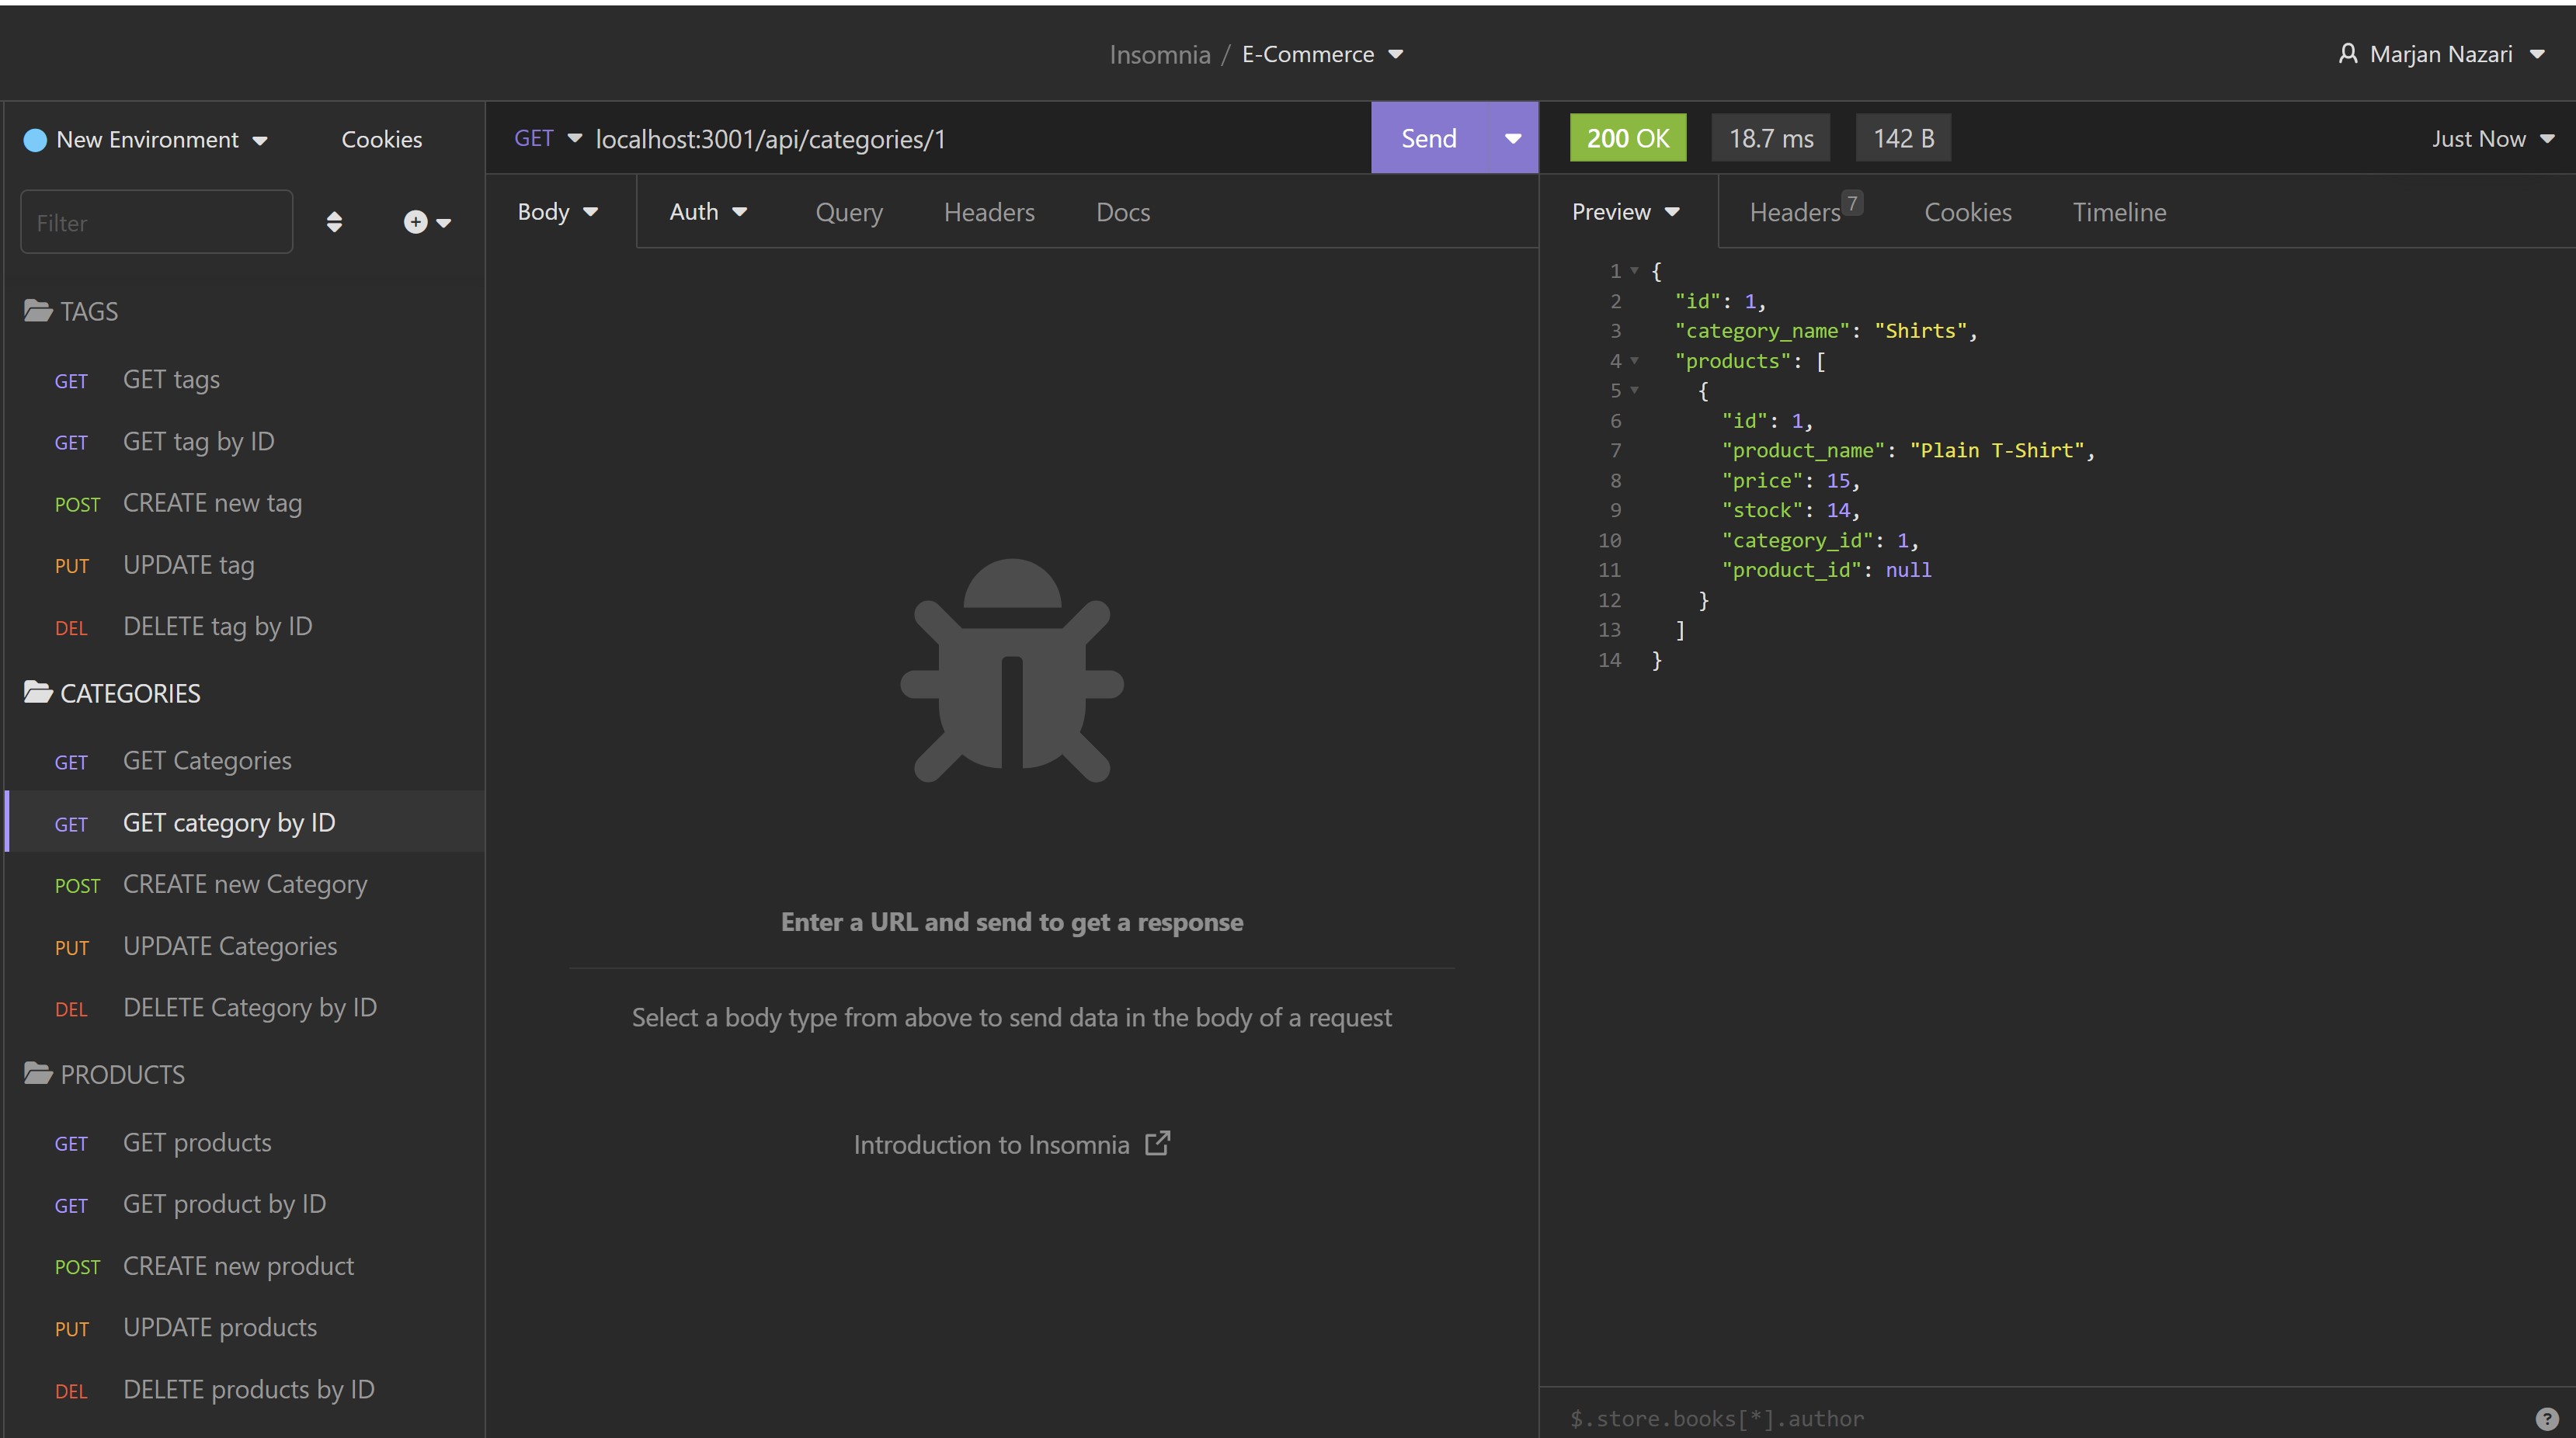 Insomnia / E-Commerce
Marjan Nazari
New Environment
Cookies
Filter
TAGS
GET GET tags
GET GET tag by ID
POST CREATE new tag
PUT UPDATE tag
DEL DELETE tag by ID
CATEGORIES
GET GET Categories
GET GET category by ID
POST CREATE new Category
PUT UPDATE Categories
DEL DELETE Category by ID
PRODUCTS
GET GET products
GET GET product by ID
POST CREATE new product
PUT UPDATE products
DEL DELETE products by ID
GET localhost:3001/api/categories/1
Send
Body Auth Query Headers Docs
Enter a URL and send to get a response
Select a body type from above to send data in the body of a request
Introduction to Insomnia
200 OK 18.7 ms 142 B Just Now
Preview Headers 7 Cookies Timeline
1 {
2 "id": 1,
3 "category_name": "Shirts",
4 "products": [
5 {
6 "id": 1,
7 "product_name": "Plain T-Shirt",
8 "price": 15,
9 "stock": 14,
10 "category_id": 1,
11 "product_id": null
12 }
13 ]
14 }
$.store.books[*].author
?